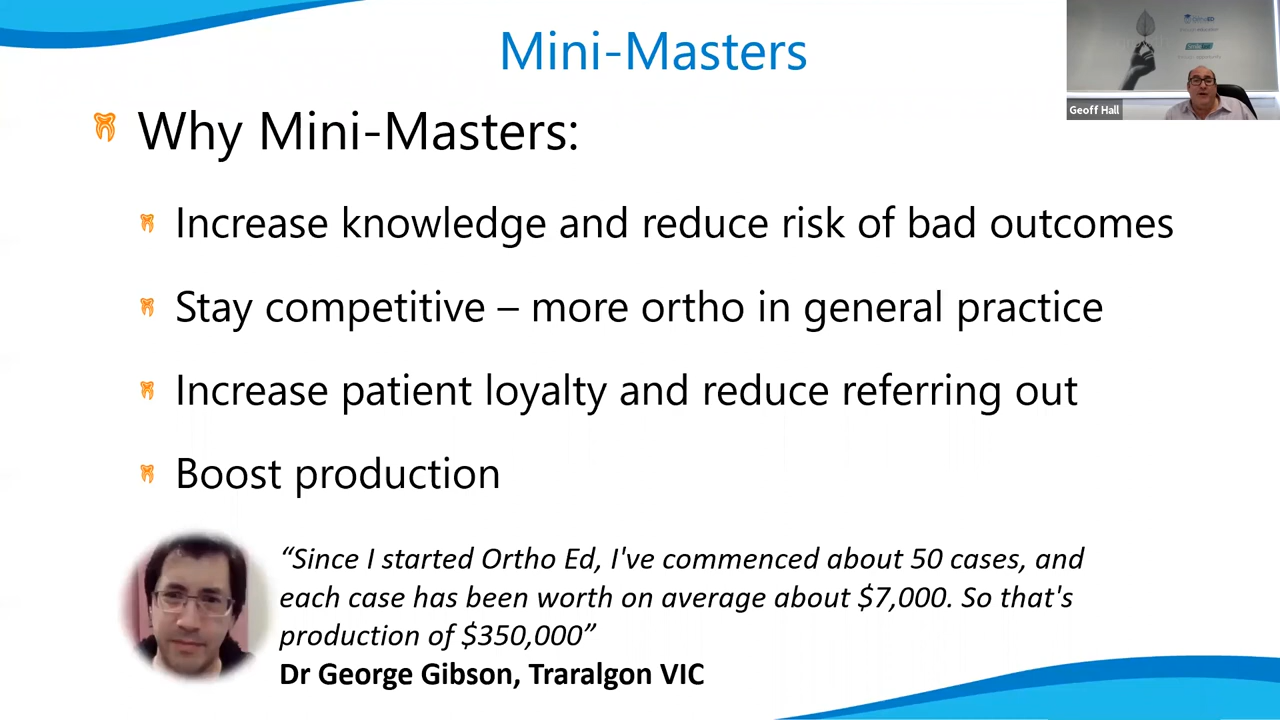 Mini-Masters
Geoff Hall
Why Mini-Masters:
Increase knowledge and reduce risk of bad outcomes
Stay competitive – more ortho in general practice
Increase patient loyalty and reduce referring out
Boost production
“Since I started Ortho Ed, I've commenced about 50 cases, and
each case has been worth on average about $7,000. So that's
production of $350,000”
Dr George Gibson, Traralgon VIC